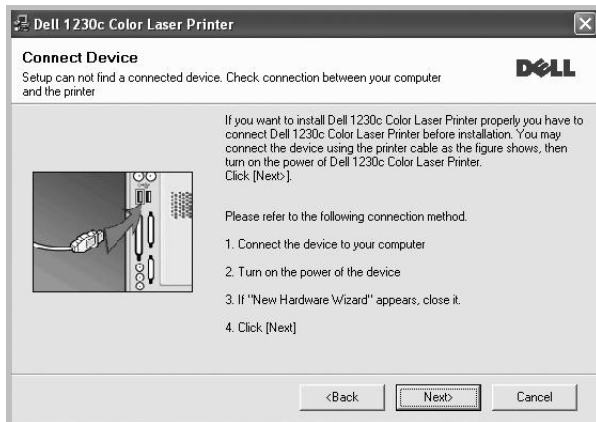 Dell 1230c Color Laser Printer
Connect Device
Setup can not find a connected device. Check connection between your computer
and the printer
DELL
If you want to install Dell 1230c Color Laser Printer properly you have to
connect Dell 1230c Color Laser Printer before installation. You may
connect the device using the printer cable as the figure shows, then
turn on the power of Dell 1230c Color Laser Printer.
Click [Next>].
Please refer to the following connection method.
1. Connect the device to your computer
2. Turn on the power of the device
3. If "New Hardware Wizard" appears, close it.
4. Click [Next]
<Back
Next>
Cancel